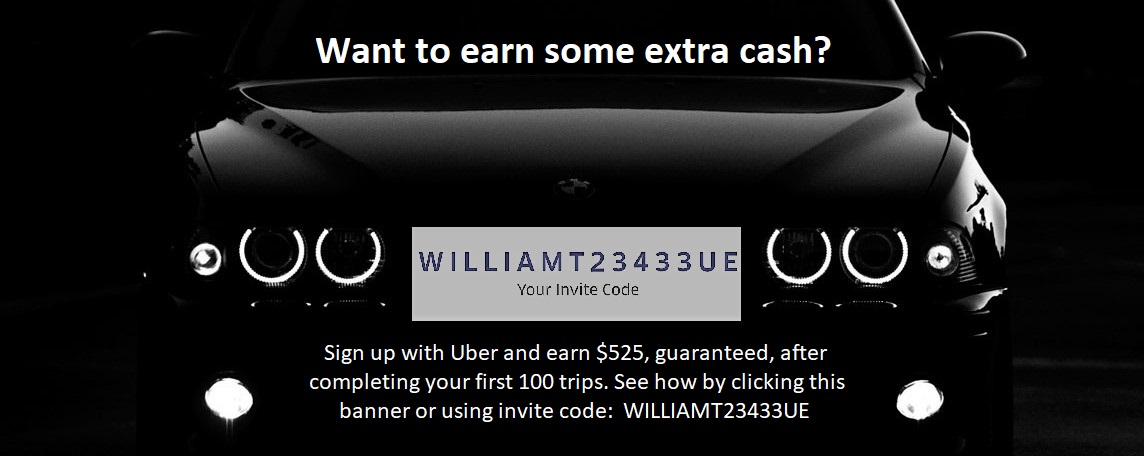 Want to earn some extra cash?
WILLIAMT23433UE
Your Invite Code
Sign up with Uber and earn $525, guaranteed, after
completing your first 100 trips. See how by clicking this
banner or using invite code:  WILLIAMT23433UE